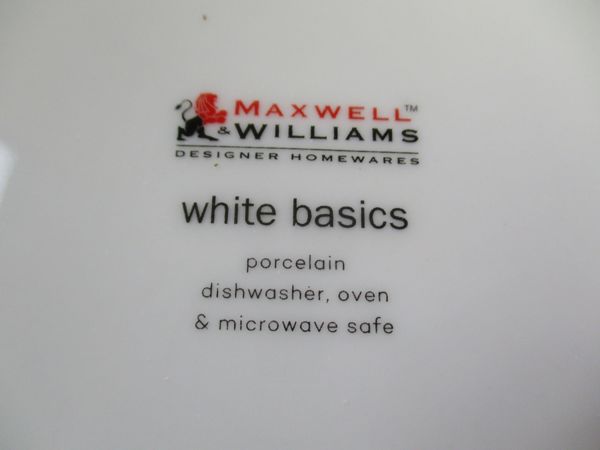 MAXWELL™
& WILLIAMS
DESIGNER HOMEWARES
white basics
porcelain
dishwasher, oven
& microwave safe